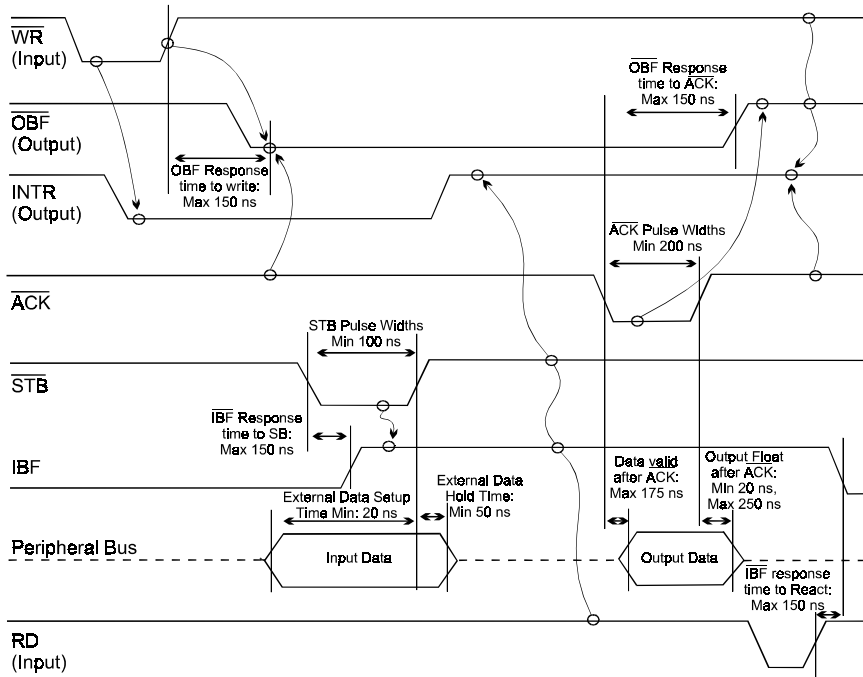 WR
(Input)
OBF
(Output)
INTR
(Output)
ACK
STB
IBF
Peripheral Bus
RD
(Input)
OBF Response
time to write:
Max 150 ns
OBF Response
time to ACK:
Max 150 ns
ACK Pulse Widths
Min 200 ns
STB Pulse Widths
Min 100 ns
IBF Response
time to SB:
Max 150 ns
External Data Setup
Time Min: 20 ns
External Data
Hold TIme:
Min 50 ns
Data valid
after ACK:
Max 175 ns
Output Float
after ACK:
MIn 20 ns,
Max 250 ns
Input Data
Output Data
IBF response
time to React:
Max 150 ns